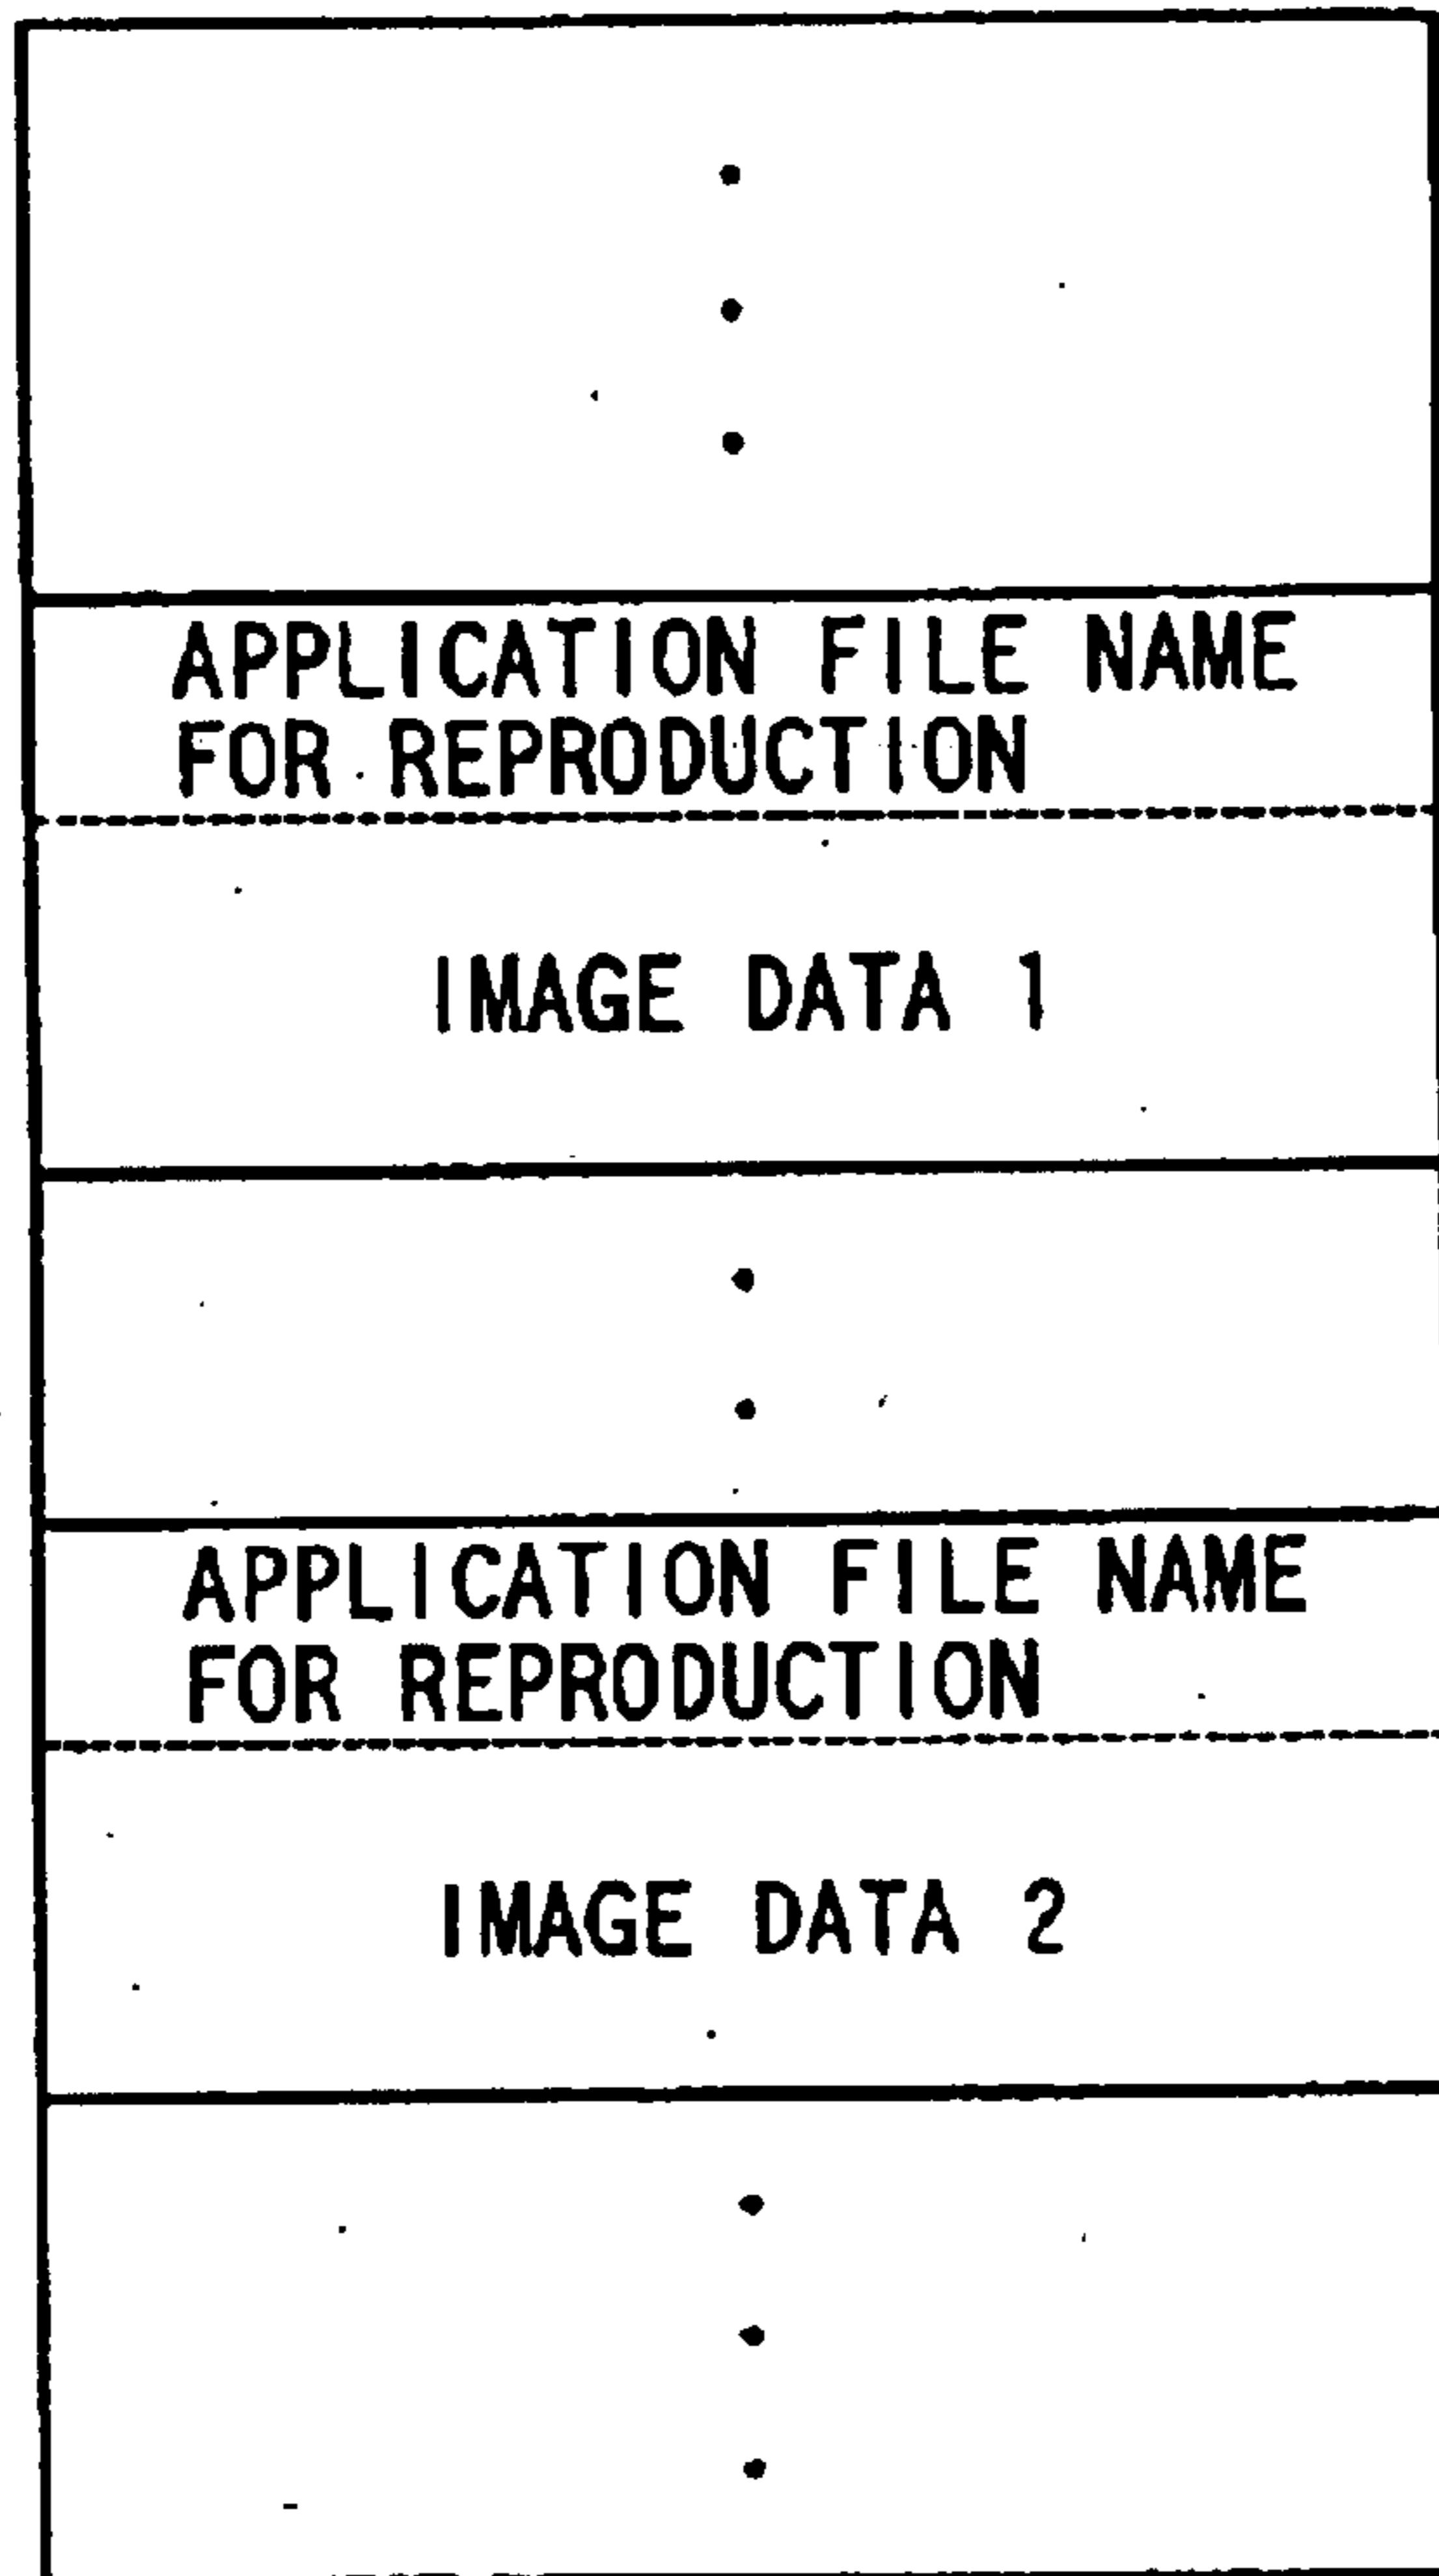 APPLICATION FILE NAME
FOR REPRODUCTION
IMAGE DATA 1
APPLICATION FILE NAME
FOR REPRODUCTION
IMAGE DATA 2